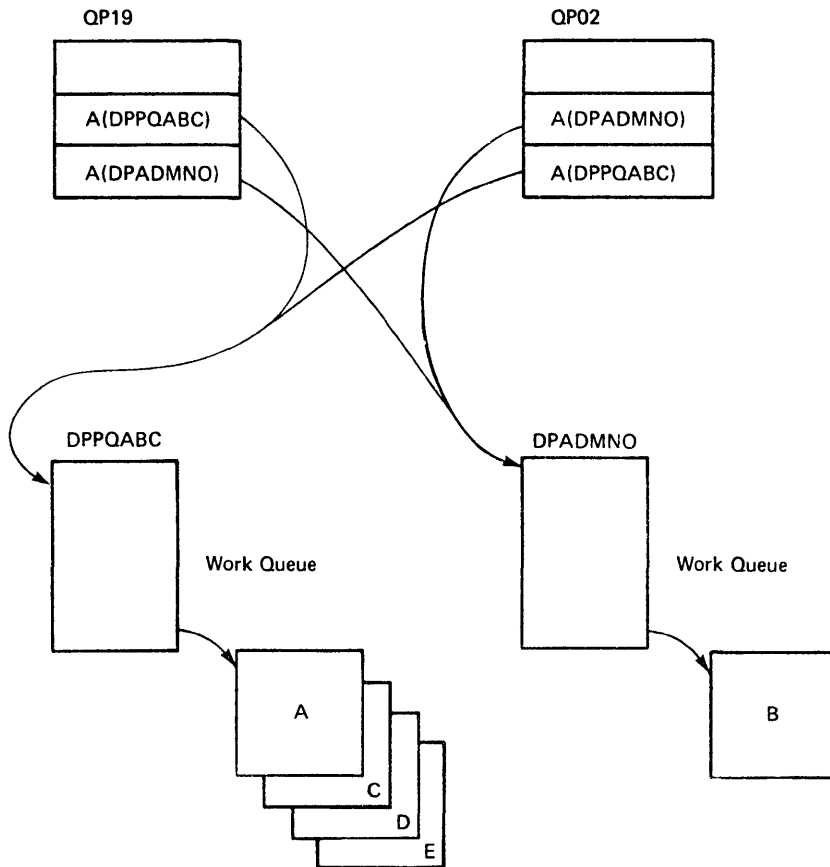 QP19
QP02
A(DPPQABC)
A(DPADMNO)
A(DPADMNO)
A(DPPQABC)
DPPQABC
DPADMNO
Work Queue
Work Queue
A
B
C
D
E